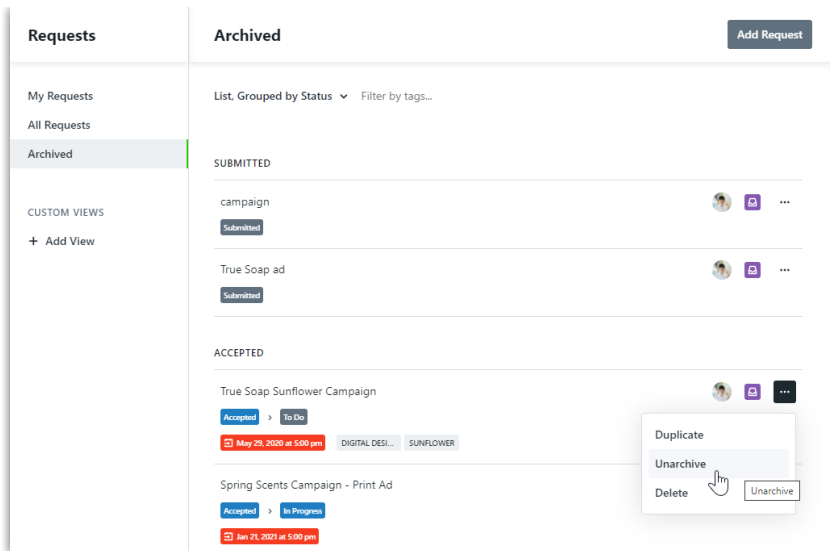 Requests
Archived
Add Request
My Requests
All Requests
Archived
CUSTOM VIEWS
+ Add View
List, Grouped by Status
Filter by tags...
SUBMITTED
campaign
Submitted
True Soap ad
Submitted
ACCEPTED
True Soap Sunflower Campaign
Accepted > To Do
May 29, 2020 at 5:00 pm DIGITAL DESI... SUNFLOWER
Spring Scents Campaign - Print Ad
Accepted > In Progress
Jan 21, 2021 at 5:00 pm
Duplicate
Unarchive
Delete
Unarchive